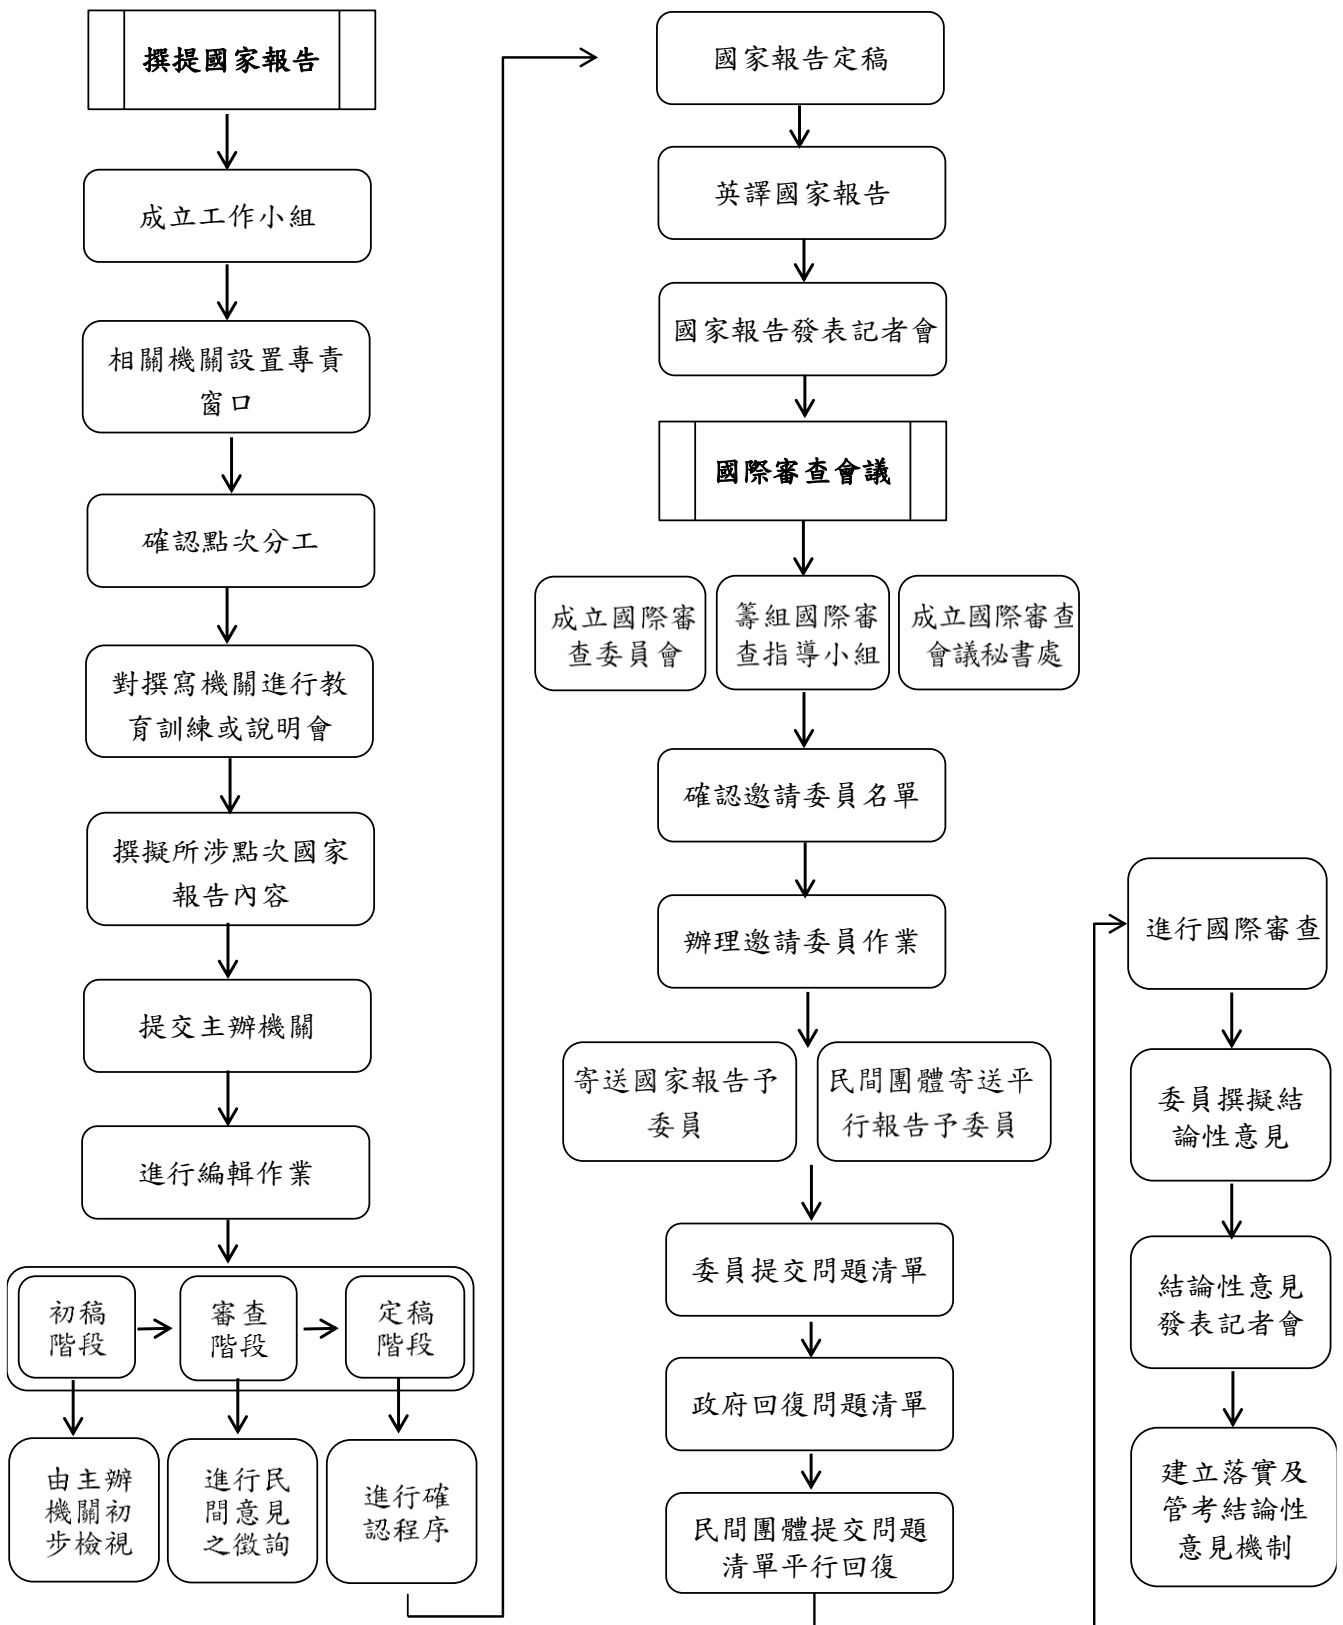 撰提國家報告
成立工作小組
相關機關設置專責
窗口
確認點次分工
對撰寫機關進行教
育訓練或說明會
撰擬所涉點次國家
報告內容
提交主辦機關
進行編輯作業
初稿
階段
審查
階段
定稿
階段
由主辦
機關初
步檢視
進行民
間意見
之徵詢
進行確
認程序
國家報告定稿
英譯國家報告
國家報告發表記者會
國際審查會議
成立國際審
查委員會
籌組國際審
查指導小組
成立國際審查
會議秘書處
確認邀請委員名單
辦理邀請委員作業
寄送國家報告予
委員
民間團體寄送平
行報告予委員
委員提交問題清單
政府回復問題清單
民間團體提交問題
清單平行回復
進行國際審查
委員撰擬結
論性意見
結論性意見
發表記者會
建立落實及
管考結論性
意見機制